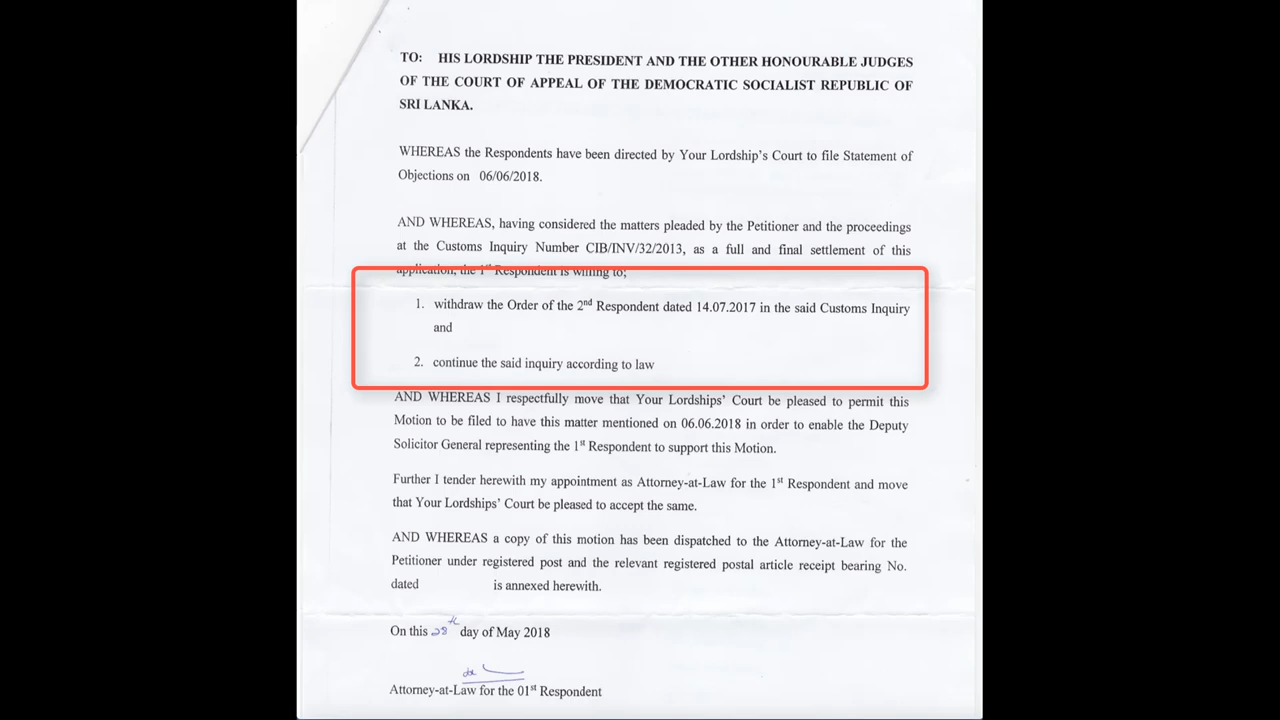 TO: HIS LORDSHIP THE PRESIDENT AND THE OTHER HONOURABLE JUDGES
OF THE COURT OF APPEAL OF THE DEMOCRATIC SOCIALIST REPUBLIC OF
SRI LANKA.
WHEREAS the Respondents have been directed by Your Lordship's Court to file Statement of
Objections on 06/06/2018.
AND WHEREAS, having considered the matters pleaded by the Petitioner and the proceedings
at the Customs Inquiry Number CIB/INV/32/2013, as a full and final settlement of this
application, the 1st Respondent is willing to;
1. withdraw the Order of the 2nd Respondent dated 14.07.2017 in the said Customs Inquiry
and
2. continue the said inquiry according to law
AND WHEREAS I respectfully move that Your Lordships' Court be pleased to permit this
Motion to be filed to have this matter mentioned on 06.06.2018 in order to enable the Deputy
Solicitor General representing the 1st Respondent to support this Motion.
Further I tender herewith my appointment as Attorney-at-Law for the 1st Respondent and move
that Your Lordships' Court be pleased to accept the same.
AND WHEREAS a copy of this motion has been dispatched to the Attorney-at-Law for the
Petitioner under registered post and the relevant registered postal article receipt bearing No.
dated is annexed herewith.
On this 28th day of May 2018
Attorney-at-Law for the 01st Respondent